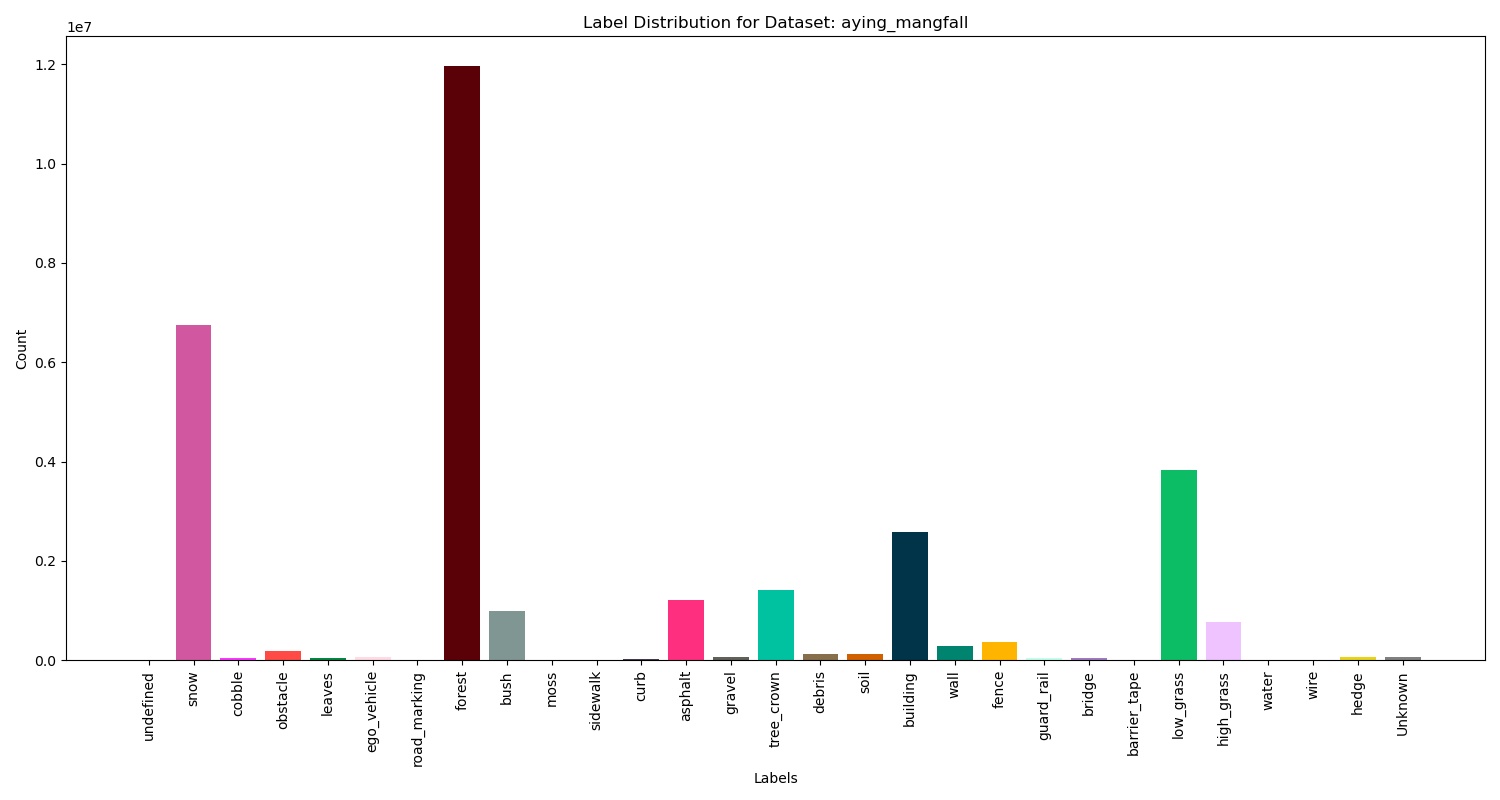 Label Distribution for Dataset: aying_mangfall
1e7
1.2
1.0
0.8
0.6
0.4
0.2
0.0
Count
undefined
snow
cobble
obstacle
leaves
ego_vehicle
road_marking
forest
bush
moss
sidewalk
curb
asphalt
gravel
tree_crown
debris
soil
building
wall
fence
guard_rail
bridge
barrier_tape
low_grass
high_grass
water
wire
hedge
Unknown
Labels